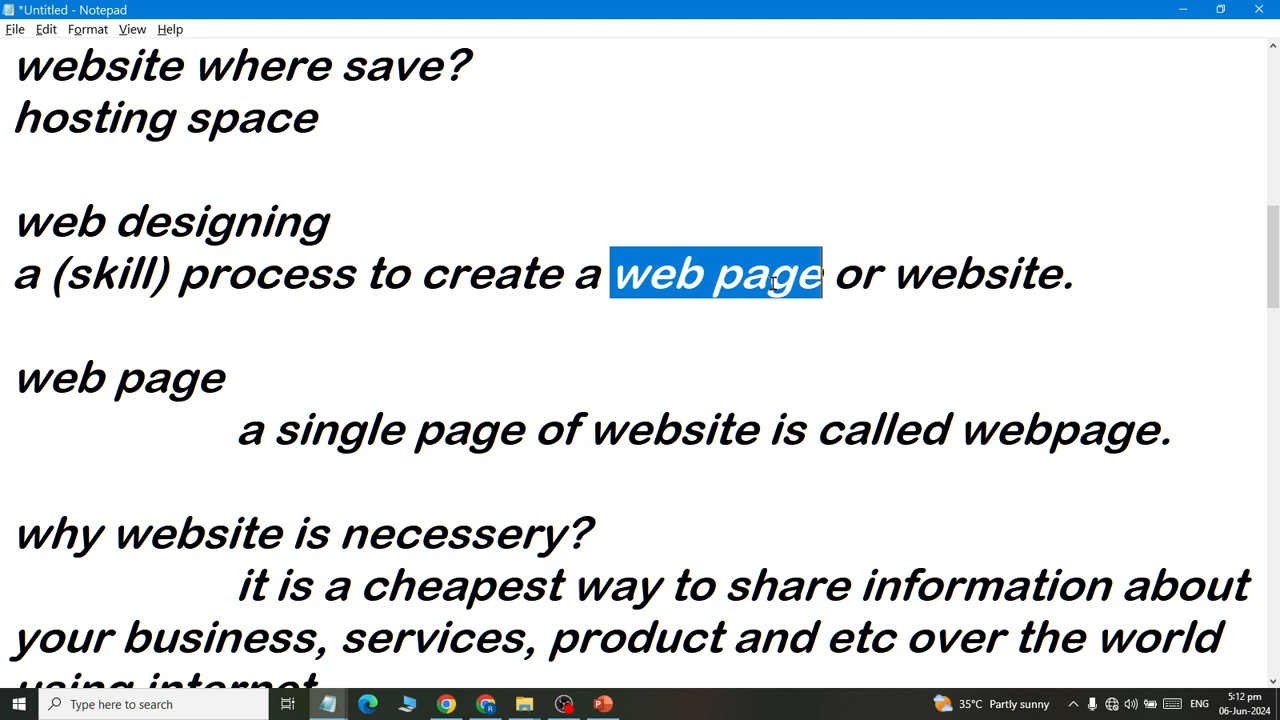 *Untitled - Notepad
File Edit Format View Help
website where save?
hosting space
web designing
a (skill) process to create a web page or website.
web page
a single page of website is called webpage.
why website is necessery?
it is a cheapest way to share information about
your business, services, product and etc over the world
using internet
Type here to search
35°C Partly sunny
ENG
5:12 pm
06-Jun-2024